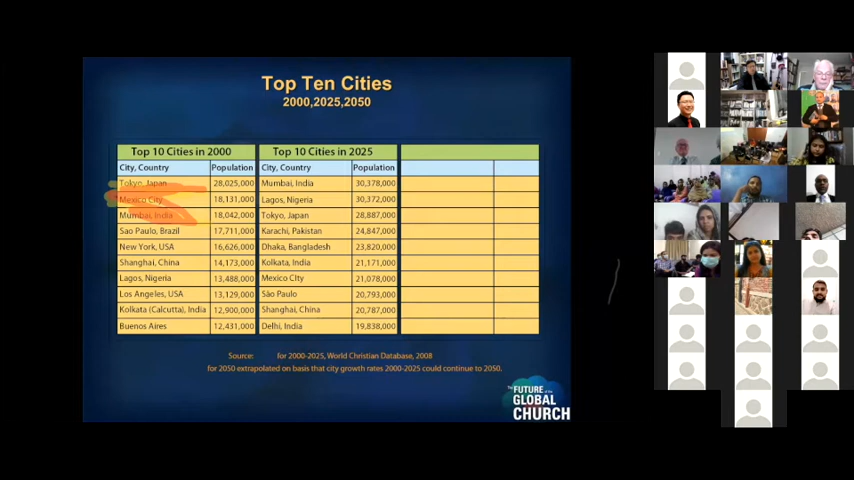 Top Ten Cities
2000,2025,2050
Top 10 Cities in 2000 Top 10 Cities in 2025
City, Country Population City, Country Population
Tokyo, Japan 28,025,000 Mumbai, India 30,378,000
Mexico City 18,131,000 Lagos, Nigeria 30,372,000
Mumbai, India 18,042,000 Tokyo, Japan 28,887,000
Sao Paulo, Brazil 17,711,000 Karachi, Pakistan 24,847,000
New York, USA 16,626,000 Dhaka, Bangladesh 23,820,000
Shanghai, China 14,173,000 Kolkata, India 21,171,000
Lagos, Nigeria 13,488,000 Mexico CIty 21,078,000
Los Angeles, USA 13,129,000 São Paulo 20,793,000
Kolkata (Calcutta), India 12,900,000 Shanghai, China 20,787,000
Buenos Aires 12,431,000 Delhi, India 19,838,000
Source: for 2000-2025, World Christian Database, 2008
for 2050 extrapolated on basis that city growth rates 2000-2025 could continue to 2050.
THE FUTURE OF THE
GLOBAL
CHURCH